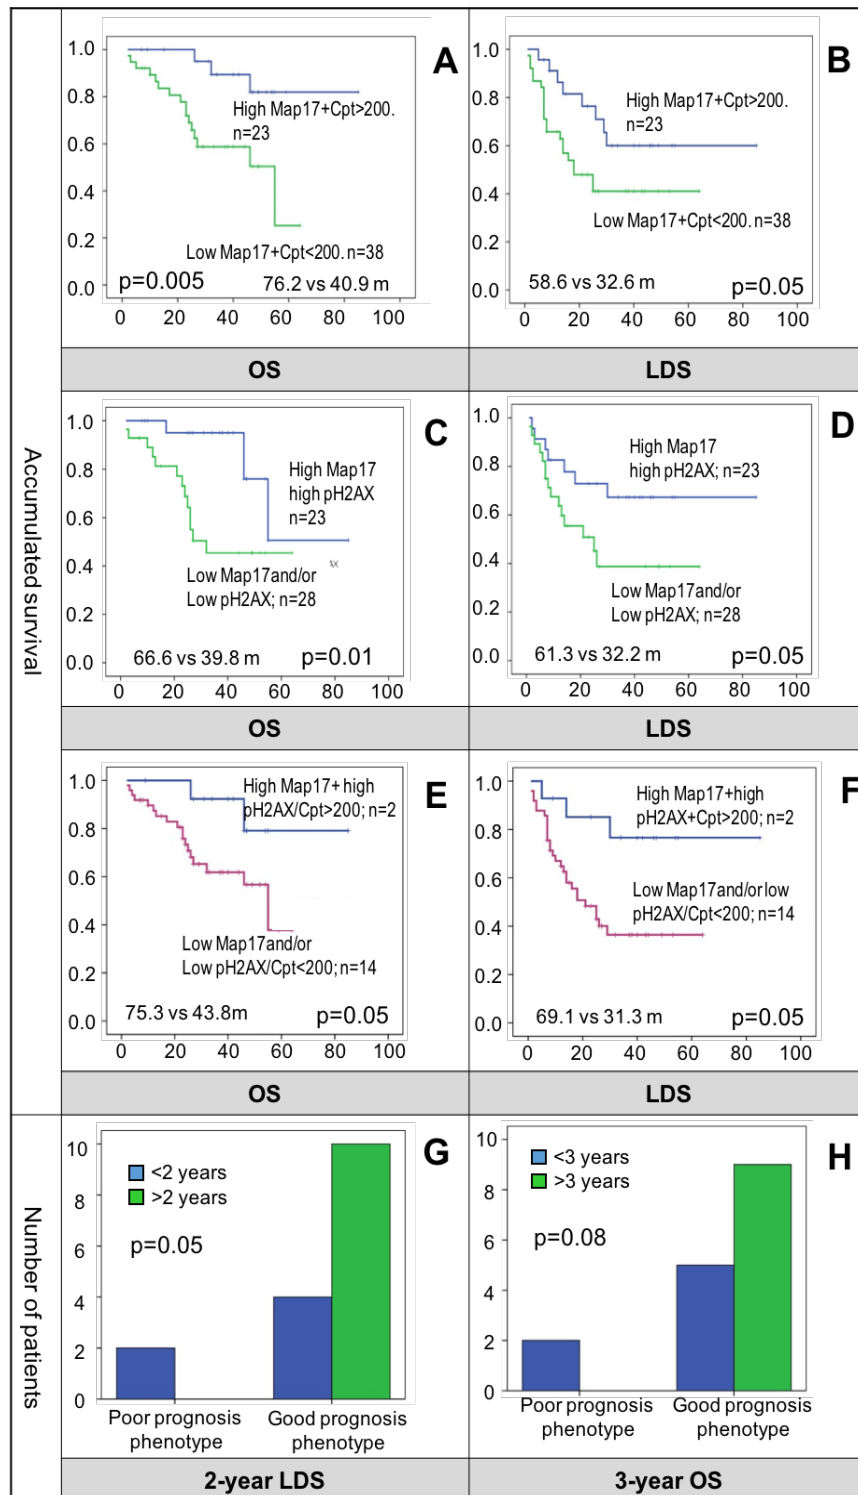 Accumulated survival
A
1.0
0.8
0.6
0.4
0.2
0.0
High Map17+Cpt>200.
n=23
Low Map17+Cpt<200. n=38
p=0.005
76.2 vs 40.9 m
0 20 40 60 80 100
OS
B
1.0
0.8
0.6
0.4
0.2
0.0
High Map17+Cpt>200.
n=23
Low Map17+Cpt<200. n=38
58.6 vs 32.6 m
p=0.05
0 20 40 60 80 100
LDS
C
1.0
0.8
0.6
0.4
0.2
0.0
High Map17
high pH2AX
n=23
AX
Low Map17and/or
Low pH2AX; n=28
66.6 vs 39.8 m
p=0.01
0 20 40 60 80 100
OS
D
1.0
0.8
0.6
0.4
0.2
0.0
High Map17
high pH2AX; n=23
Low Map17and/or
Low pH2AX; n=28
61.3 vs 32.2 m
p=0.05
0 20 40 60 80 100
LDS
E
1.0
0.8
0.6
0.4
0.2
0.0
High Map17+ high
pH2AX/Cpt>200; n=2
Low Map17and/or
Low pH2AX/Cpt<200; n=14
75.3 vs 43.8m
p=0.05
0 20 40 60 80 100
OS
F
1.0
0.8
0.6
0.4
0.2
0.0
High Map17+high
pH2AX+Cpt>200; n=2
Low Map17and/or low
pH2AX/Cpt<200; n=14
69.1 vs 31.3 m
p=0.05
0 20 40 60 80 100
LDS
Number of patients
G
10
8
6
4
2
0
<2 years
>2 years
p=0.05
Poor prognosis
phenotype
Good prognosis
phenotype
2-year LDS
H
10
8
6
4
2
0
<3 years
>3 years
p=0.08
Poor prognosis
phenotype
Good prognosis
phenotype
3-year OS